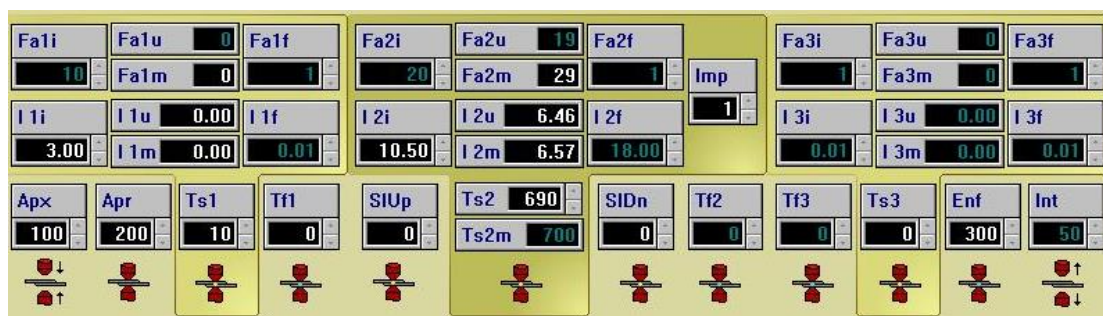 Fa1i Fa1u 0 Fa1f Fa2i Fa2u 19 Fa2f Fa3i Fa3u 0 Fa3f
10 Fa1m 0 1 20 Fa2m 29 1 Imp 1 Fa3m 0 1
I 1i I 1u 0.00 I 1f I 2i I 2u 6.46 I 2f 1 I 3i I 3u 0.00 I 3f
3.00 I 1m 0.00 0.01 10.50 I 2m 6.57 18.00 0.01 I 3m 0.00 0.01
Apx Apr Ts1 Tf1 SlUp Ts2 690 SlDn Tf2 Tf3 Ts3 Enf Int
100 200 10 0 0 Ts2m 700 0 0 0 0 300 50